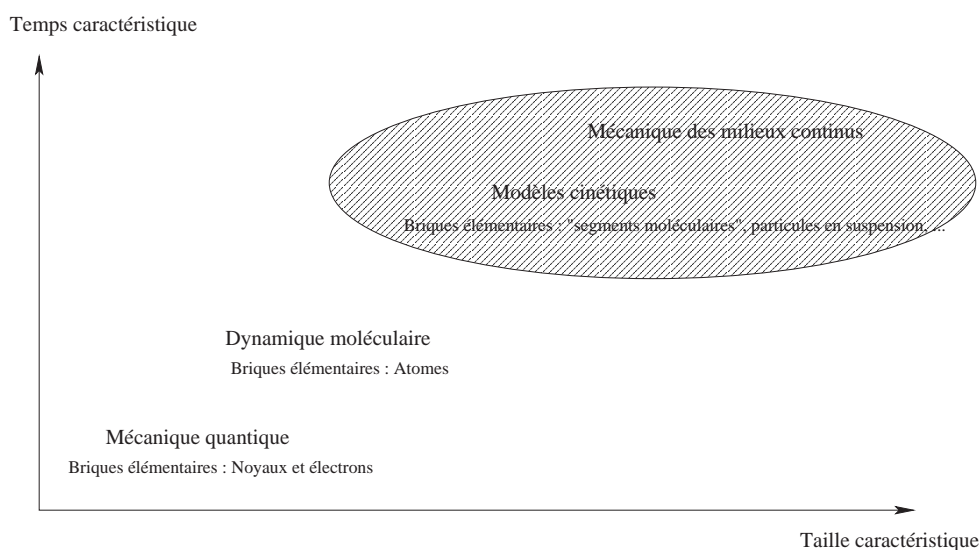 Temps caractéristique
Mécanique des milieux continus
Modèles cinétiques
Briques élémentaires : "segments moléculaires", particules en suspension, ...
Dynamique moléculaire
Briques élémentaires : Atomes
Mécanique quantique
Briques élémentaires : Noyaux et électrons
Taille caractéristique